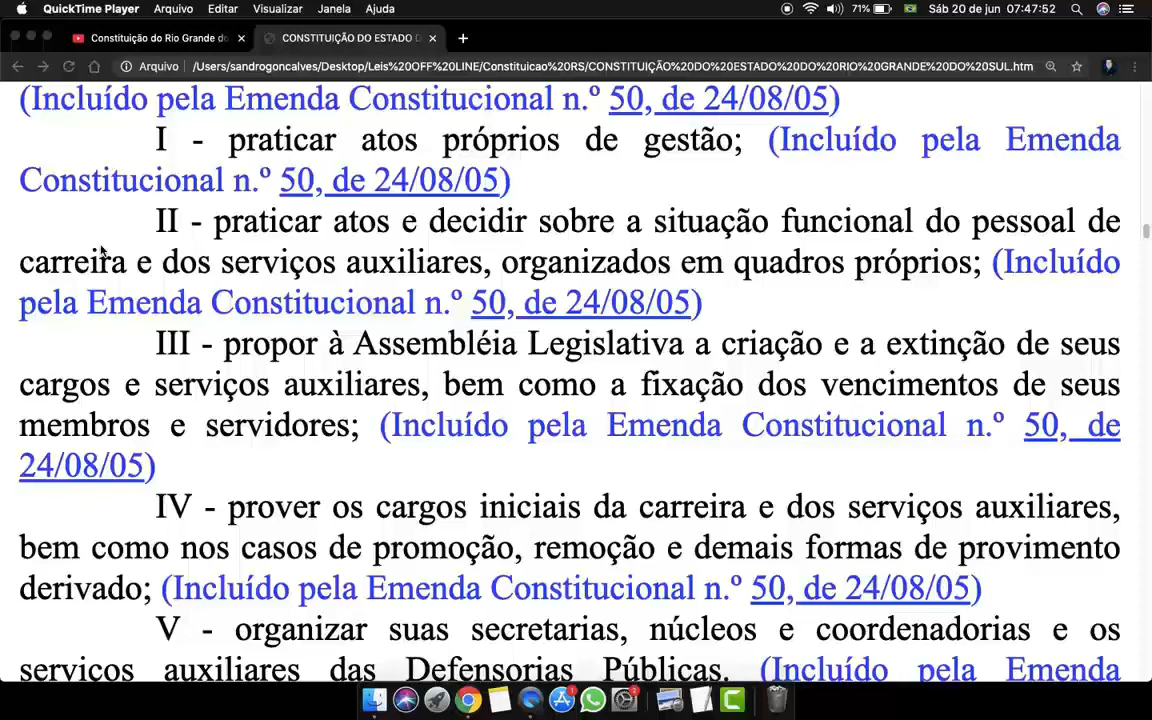 QuickTime Player Arquivo Editar Visualizar Janela Ajuda 71% Sáb 20 de jun 07:47:52
Constituição do Rio Grande do CONSTITUIÇÃO DO ESTADO D
Arquivo /Users/sandrogoncalves/Desktop/Leis%20OFF%20LINE/Constituicao%20RS/CONSTITUIÇÃO%20DO%20ESTADO%20DO%20RIO%20GRANDE%20DO%20SUL.htm
(Incluído pela Emenda Constitucional n.º 50, de 24/08/05)
I - praticar atos próprios de gestão; (Incluído pela Emenda
Constitucional n.º 50, de 24/08/05)
II - praticar atos e decidir sobre a situação funcional do pessoal de
carreira e dos serviços auxiliares, organizados em quadros próprios; (Incluído
pela Emenda Constitucional n.º 50, de 24/08/05)
III - propor à Assembléia Legislativa a criação e a extinção de seus
cargos e serviços auxiliares, bem como a fixação dos vencimentos de seus
membros e servidores; (Incluído pela Emenda Constitucional n.º 50, de
24/08/05)
IV - prover os cargos iniciais da carreira e dos serviços auxiliares,
bem como nos casos de promoção, remoção e demais formas de provimento
derivado; (Incluído pela Emenda Constitucional n.º 50, de 24/08/05)
V - organizar suas secretarias, núcleos e coordenadorias e os
serviços auxiliares das Defensorias Públicas. (Incluído pela Emenda